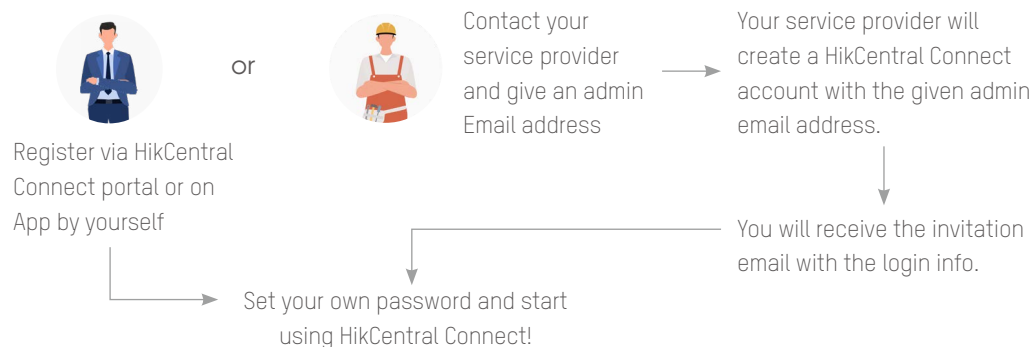 or
Register via HikCentral
Connect portal or on
App by yourself
Contact your
service provider
and give an admin
Email address
Your service provider will
create a HikCentral Connect
account with the given admin
email address.
You will receive the invitation
email with the login info.
Set your own password and start
using HikCentral Connect!